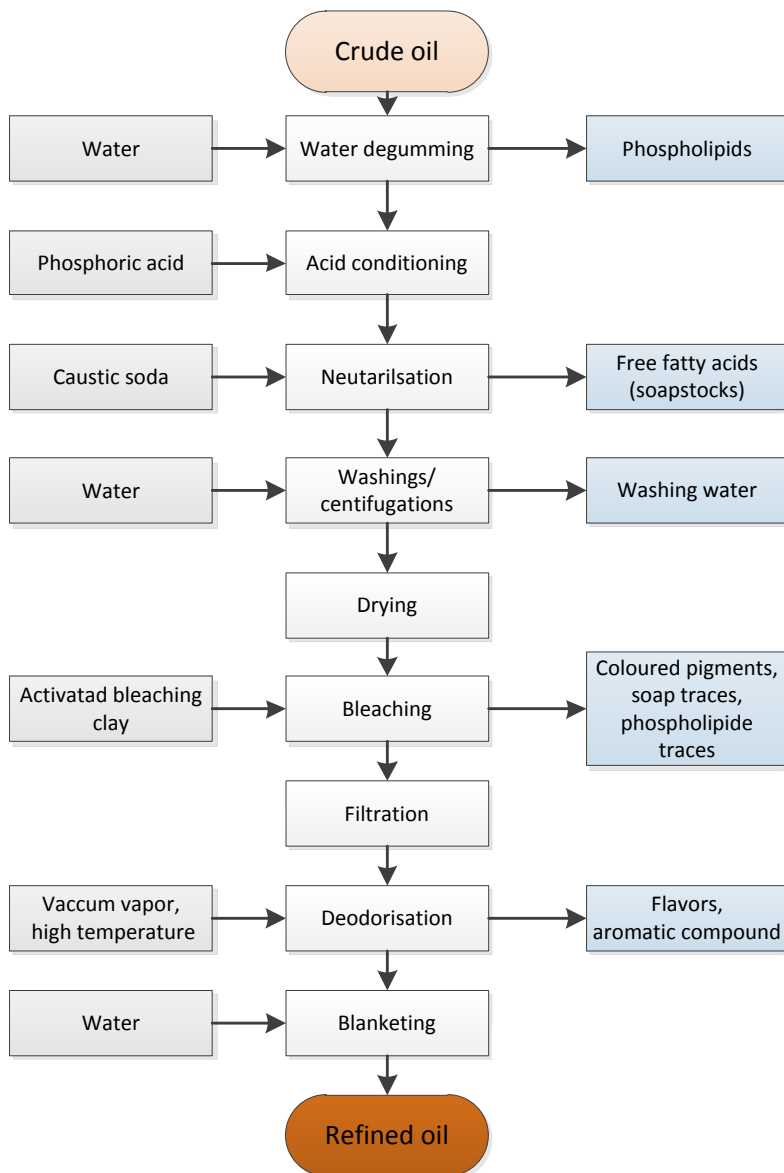 Crude oil
Water
Water degumming
Phospholipids
Phosphoric acid
Acid conditioning
Caustic soda
Neutarilsation
Free fatty acids
(soapstocks)
Water
Washings/
centifugations
Washing water
Drying
Activatad bleaching
clay
Bleaching
Coloured pigments,
soap traces,
phospholipide
traces
Filtration
Vaccum vapor,
high temperature
Deodorisation
Flavors,
aromatic compound
Water
Blanketing
Refined oil